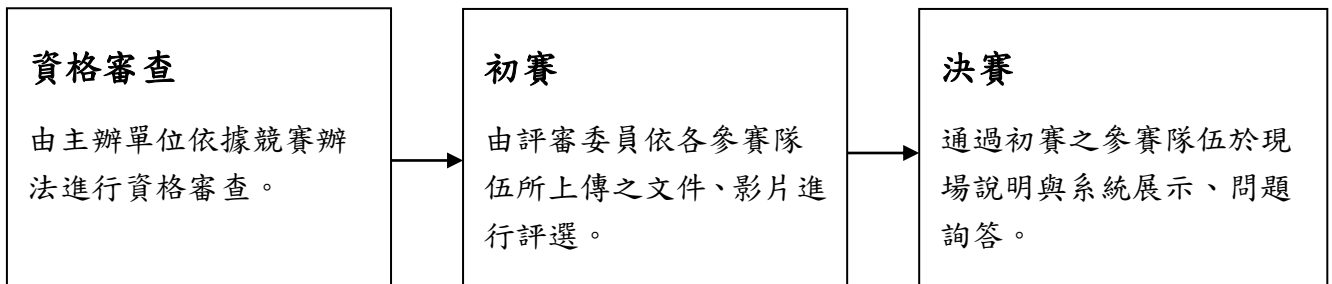 資格審查
由主辦單位依據競賽辦
法進行資格審查。
初賽
由評審委員依各參賽隊
伍所上傳之文件、影片進
行評選。
決賽
通過初賽之參賽隊伍於現
場說明與系統展示、問題
詢答。